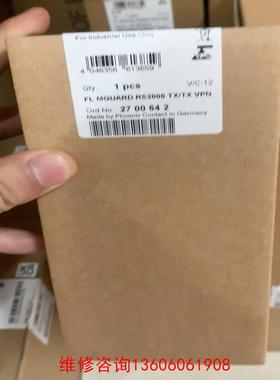 For Industrial Use Only
4 046356 613659
Qty
1 pcs
V/C-12
FL MGUARD RS2000 TX/TX VPN
Ord.No.: 27 00 64 2
Made by Phoenix Contact in Germany
维修咨询13606061908